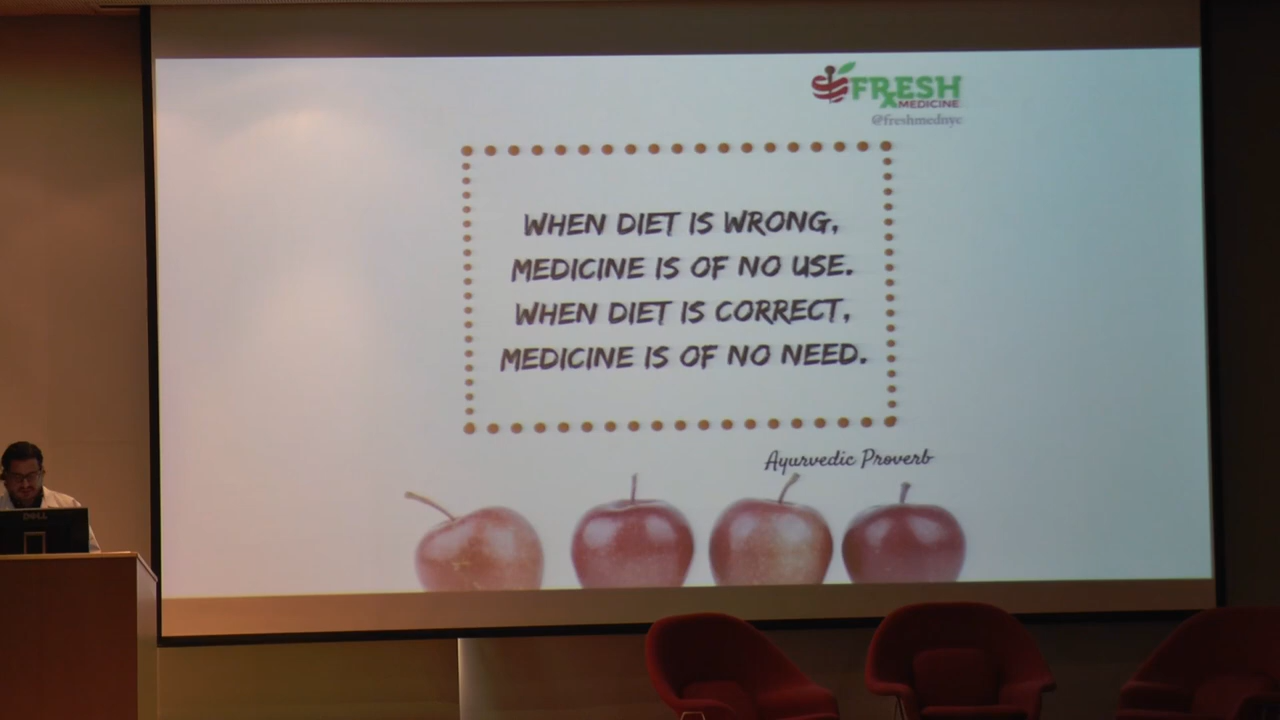 FRESH
Rx MEDICINE
@freshmednyc
WHEN DIET IS WRONG,
MEDICINE IS OF NO USE.
WHEN DIET IS CORRECT,
MEDICINE IS OF NO NEED.
Ayurvedic Proverb
DELL